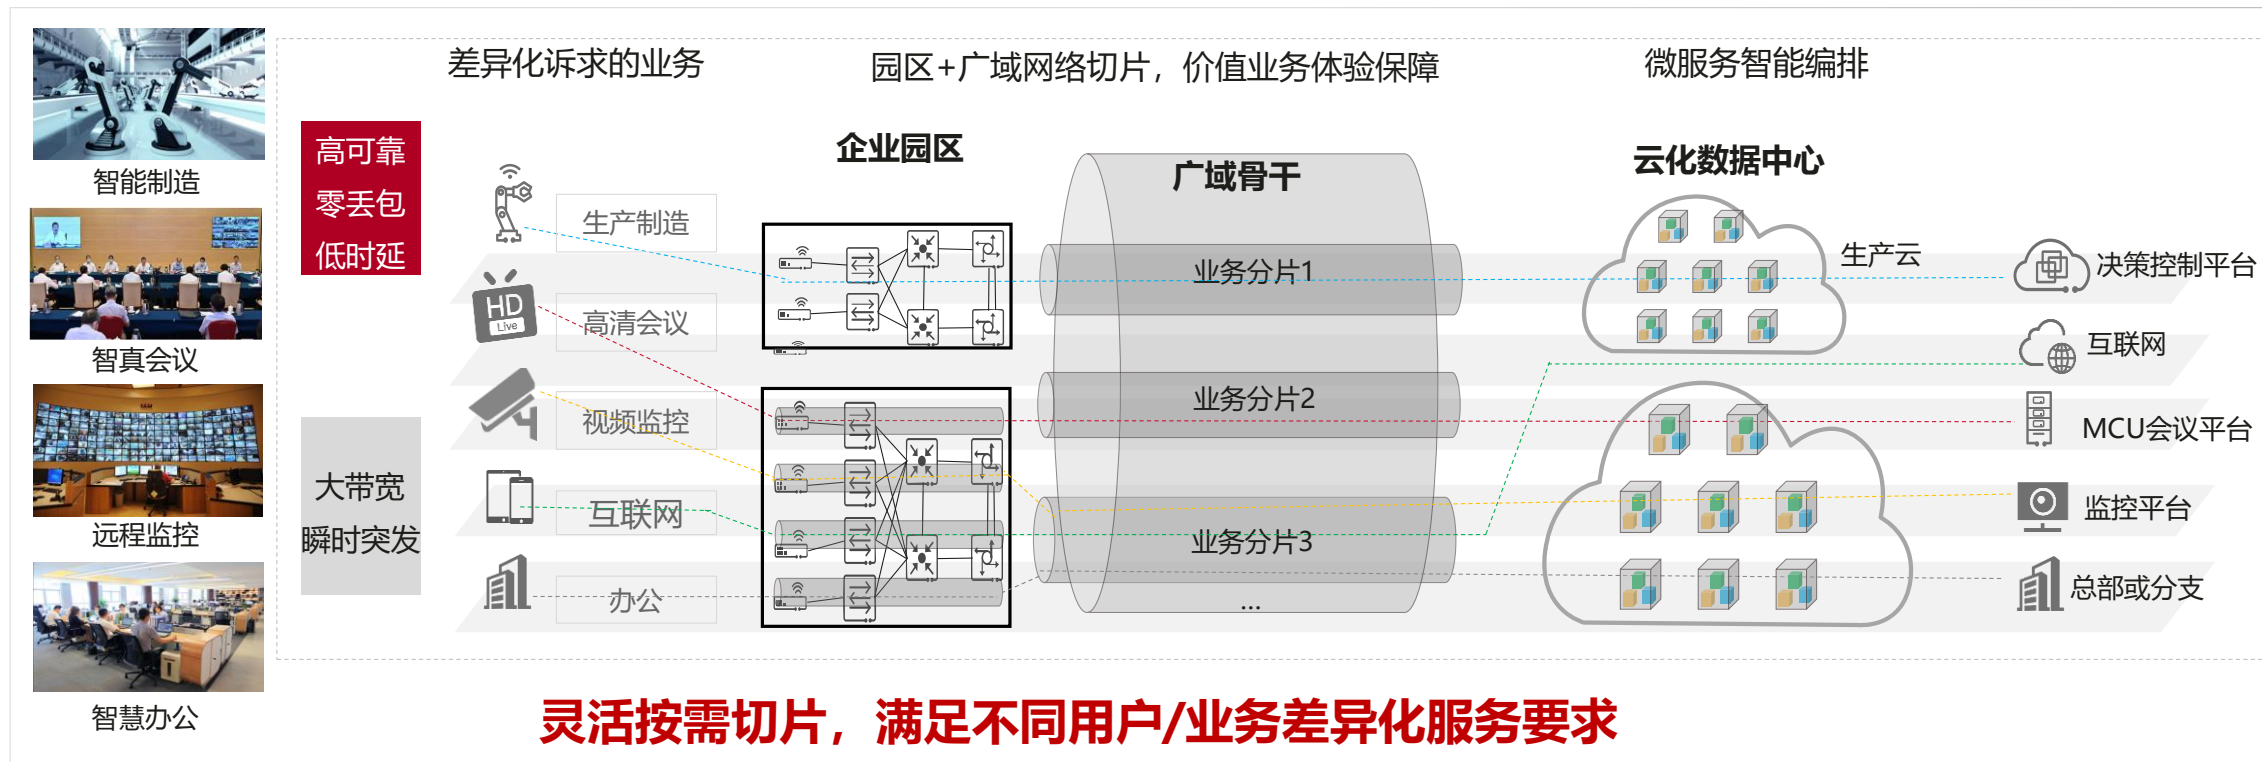 差异化诉求的业务
园区+广域网络切片，价值业务体验保障
微服务智能编排
智能制造
智真会议
远程监控
智慧办公
高可靠
零丢包
低时延
大带宽
瞬时突发
生产制造
高清会议
视频监控
互联网
办公
HD
Live
企业园区
广域骨干
业务分片1
业务分片2
业务分片3
...
云化数据中心
生产云
决策控制平台
互联网
MCU会议平台
监控平台
总部或分支
灵活按需切片，满足不同用户/业务差异化服务要求